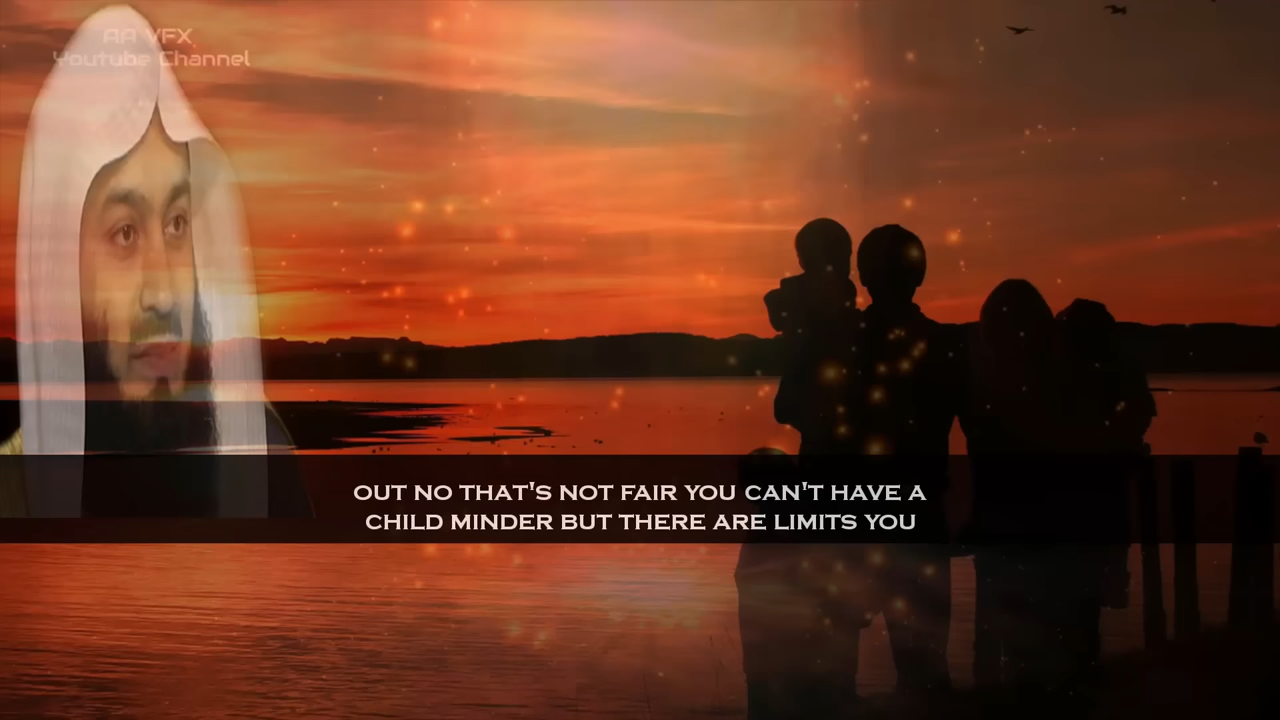 AA VFX
Youtube Channel
OUT NO THAT'S NOT FAIR YOU CAN'T HAVE A
CHILD MINDER BUT THERE ARE LIMITS YOU